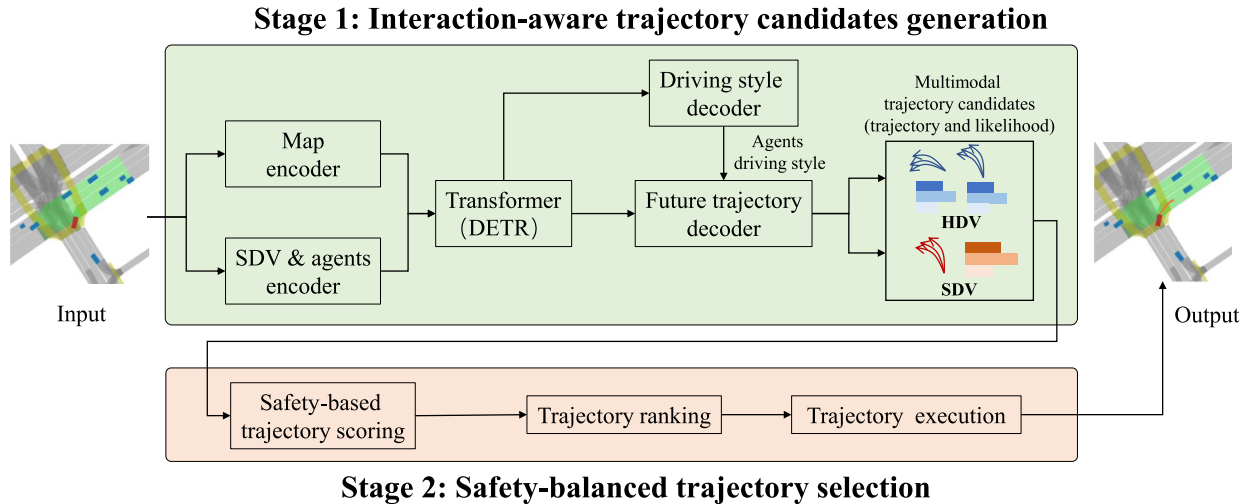 Stage 1: Interaction-aware trajectory candidates generation
Driving style
decoder
Multimodal
trajectory candidates
(trajectory and likelihood)
Map
encoder
Agents
driving style
Transformer
(DETR)
Future trajectory
decoder
HDV
SDV & agents
encoder
SDV
Input
Output
Safety-based
trajectory scoring
Trajectory ranking
Trajectory execution
Stage 2: Safety-balanced trajectory selection